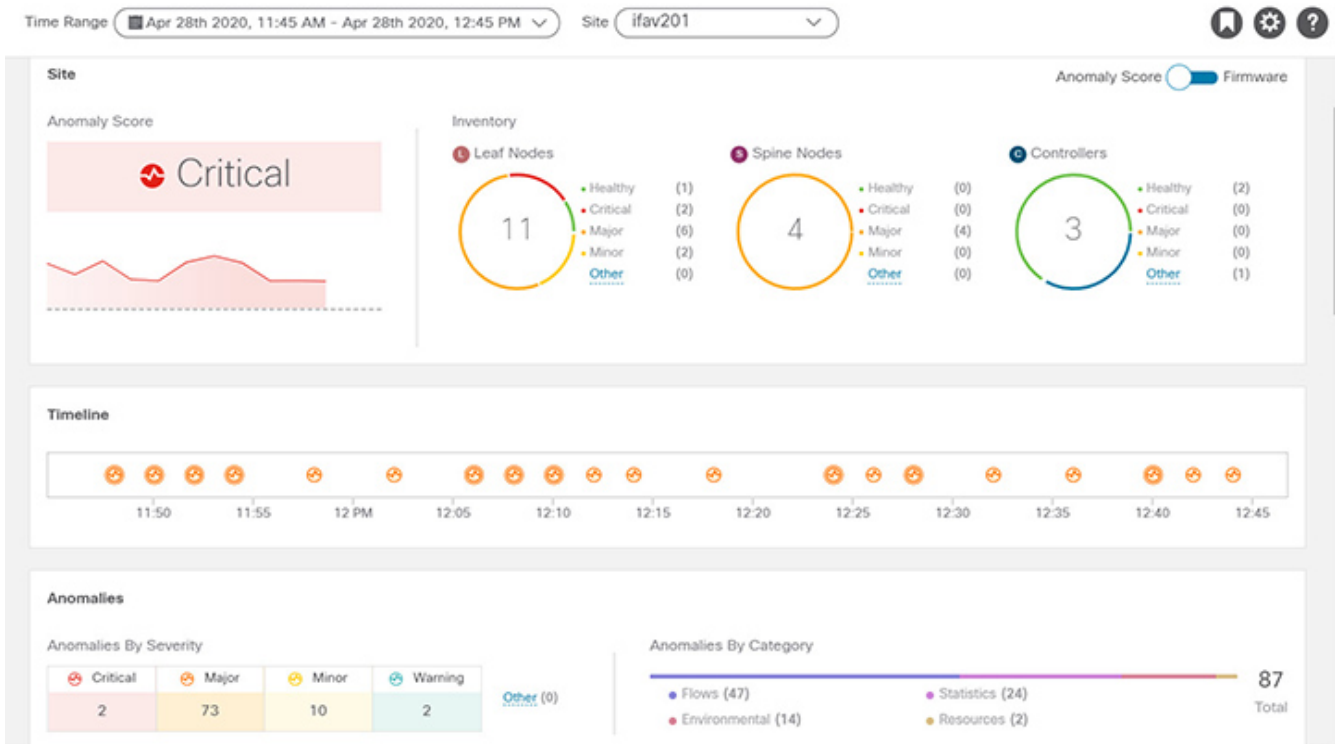 Time Range Apr 28th 2020, 11:45 AM - Apr 28th 2020, 12:45 PM Site ifav201 ?
Site Anomaly Score Firmware
Anomaly Score Inventory
Critical
L Leaf Nodes S Spine Nodes C Controllers
11
Healthy (1)
Critical (2)
Major (6)
Minor (2)
Other (0)
4
Healthy (0)
Critical (0)
Major (4)
Minor (0)
Other (0)
3
Healthy (2)
Critical (0)
Major (0)
Minor (0)
Other (1)
Timeline
11:50 11:55 12 PM 12:05 12:10 12:15 12:20 12:25 12:30 12:35 12:40 12:45
Anomalies
Anomalies By Severity Anomalies By Category
Critical Major Minor Warning
2 73 10 2
Other (0)
Flows (47) Statistics (24)
Environmental (14) Resources (2)
87
Total